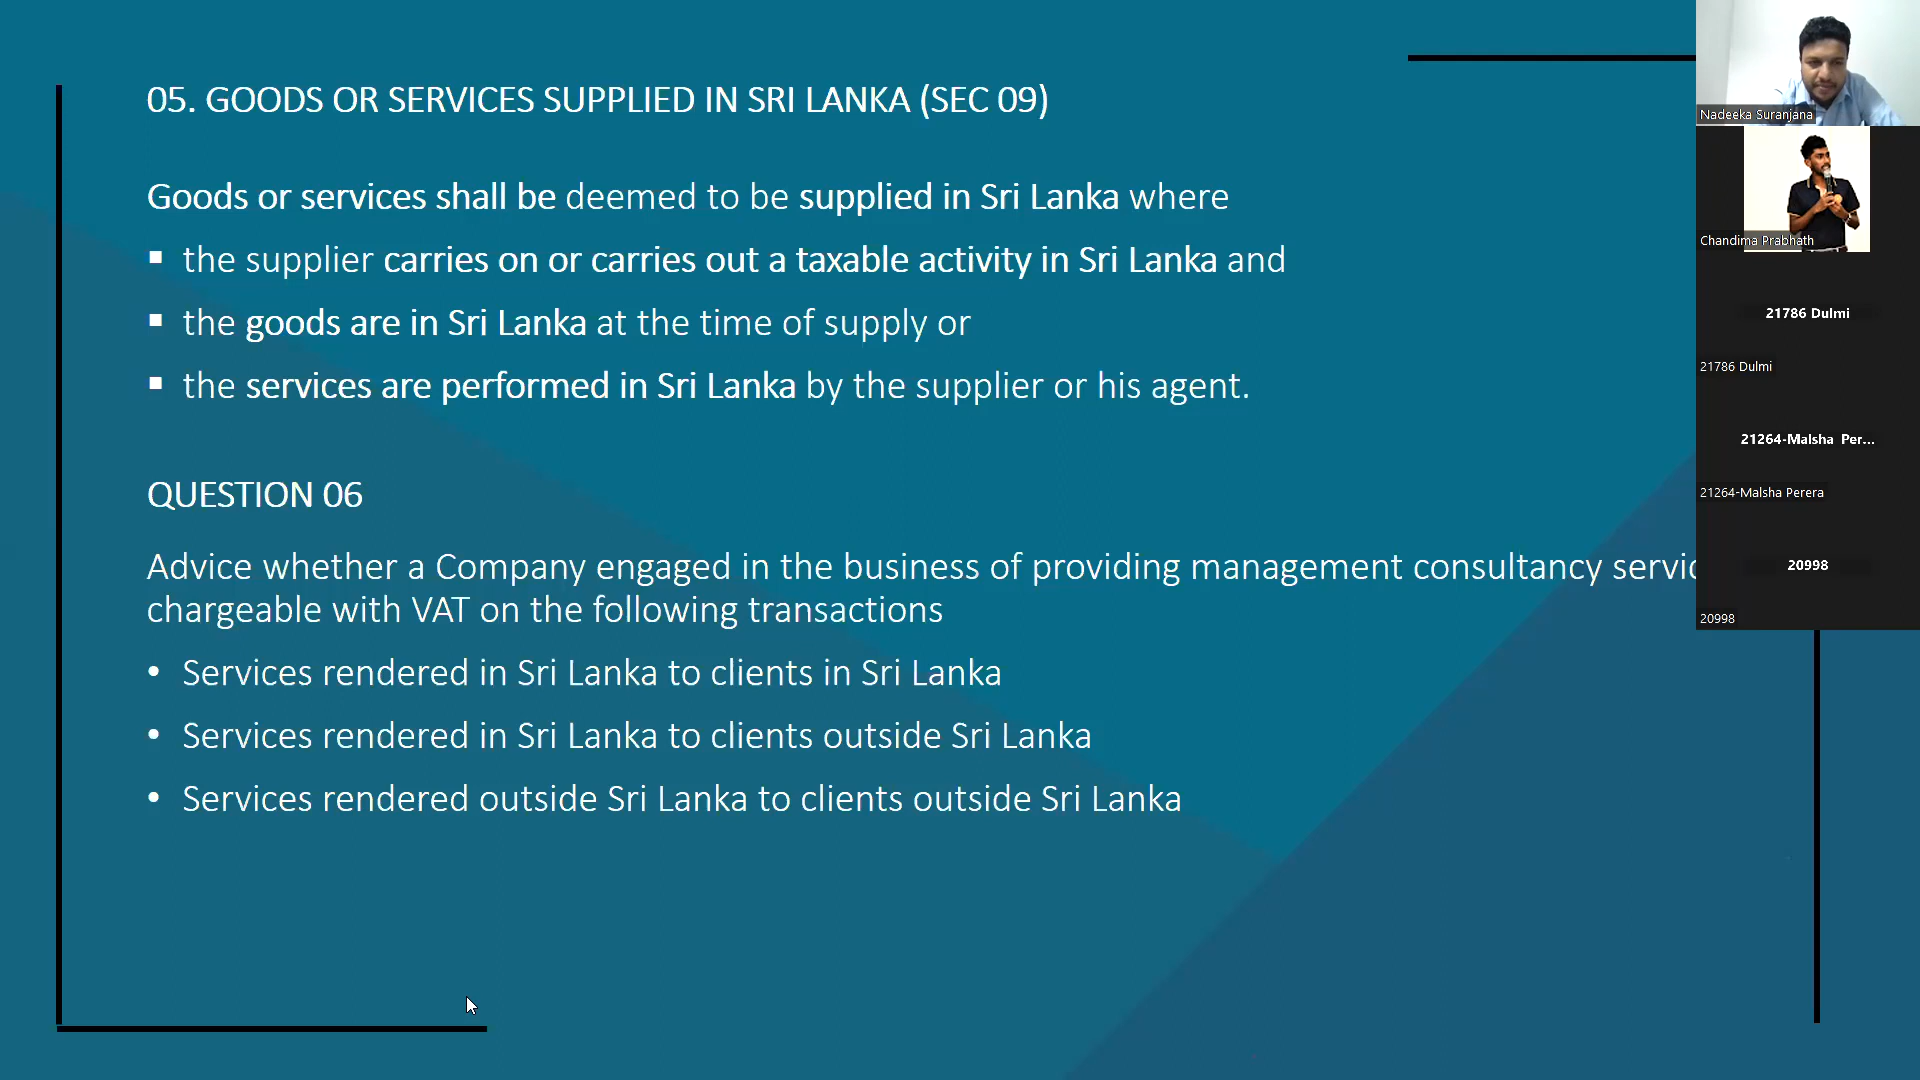 05. GOODS OR SERVICES SUPPLIED IN SRI LANKA (SEC 09)
Goods or services shall be deemed to be supplied in Sri Lanka where
▪ the supplier carries on or carries out a taxable activity in Sri Lanka and
▪ the goods are in Sri Lanka at the time of supply or
▪ the services are performed in Sri Lanka by the supplier or his agent.
QUESTION 06
Advice whether a Company engaged in the business of providing management consultancy
chargeable with VAT on the following transactions
• Services rendered in Sri Lanka to clients in Sri Lanka
• Services rendered in Sri Lanka to clients outside Sri Lanka
• Services rendered outside Sri Lanka to clients outside Sri Lanka
Nadeeka Suranjana
Chandima Prabhath
21786 Dulmi
21786 Dulmi
21264-Malsha Per...
21264-Malsha Perera
20998
20998